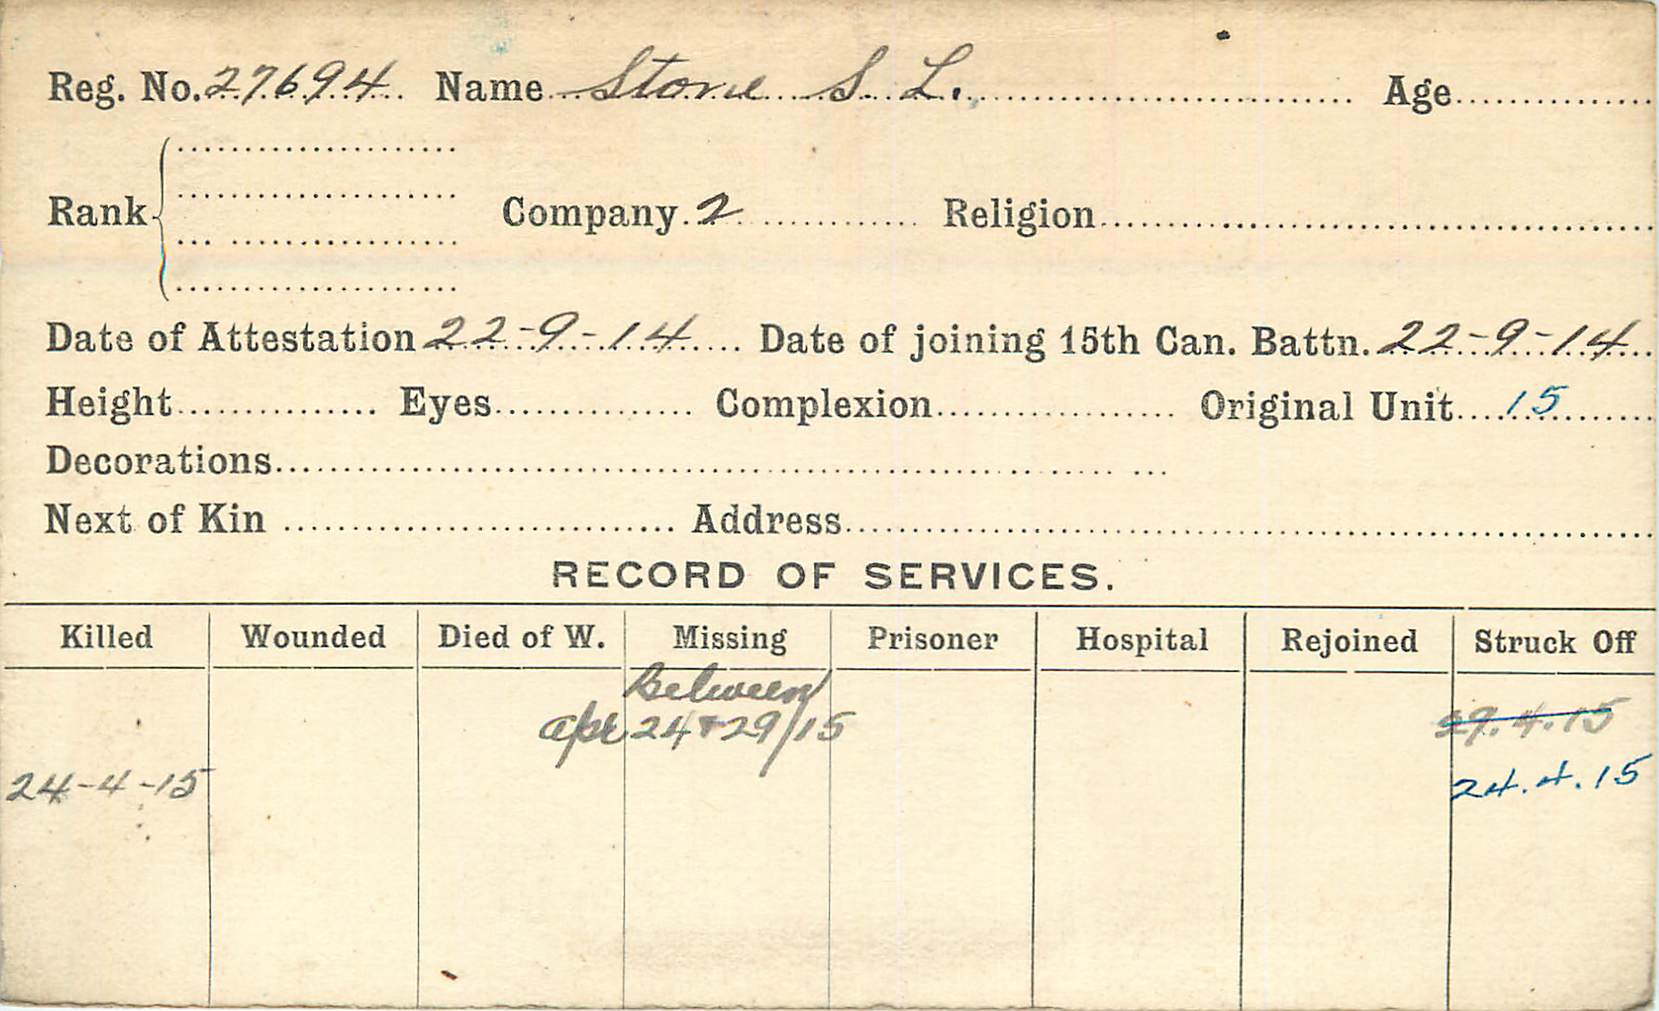 Reg. No. 27694 Name Stone S. L. Age
Rank Company 2 Religion
Date of Attestation 22-9-14 Date of joining 15th Can. Battn. 22-9-14
Height Eyes Complexion Original Unit 15
Decorations
Next of Kin Address
RECORD OF SERVICES.
Killed Wounded Died of W. Missing Prisoner Hospital Rejoined Struck Off
Between
apr 24 & 29/15 29.4.15
24-4-15 24.4.15